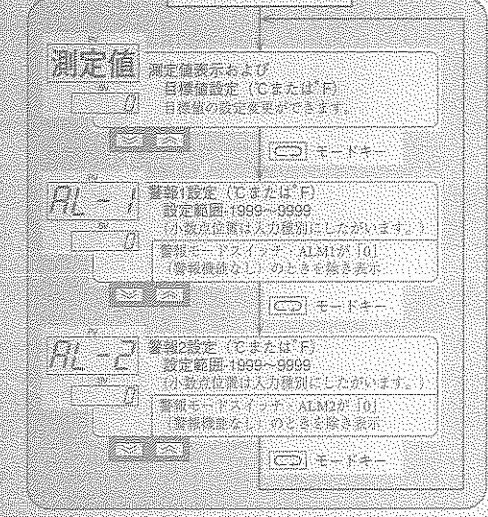 PV
測定値
SV
0
測定値表示および
目標値設定（℃または°F）
目標値の設定変更ができます。
モードキー
PV
AL-1
SV
0
警報1設定（℃または°F）
設定範囲-1999～9999
（小数点位置は入力種別にしたがいます。）
警報モードスイッチ：ALM1が「0」
（警報機能なし）のときを除き表示
モードキー
PV
AL-2
SV
0
警報2設定（℃または°F）
設定範囲-1999～9999
（小数点位置は入力種別にしたがいます。）
警報モードスイッチ：ALM2が「0」
（警報機能なし）のときを除き表示
モードキー